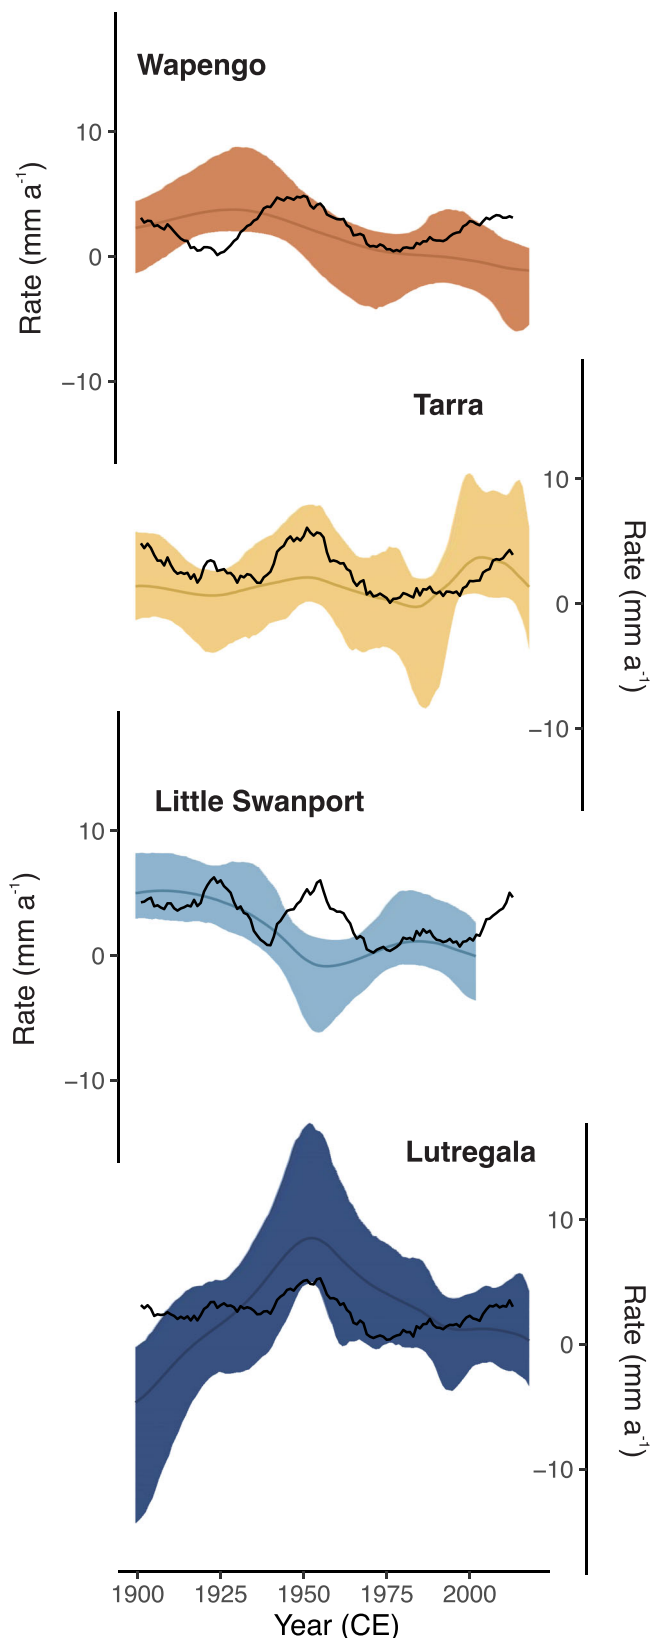 Wapengo
10
0
−10
Rate (mm a⁻¹)
Tarra
10
0
−10
Rate (mm a⁻¹)
Little Swanport
10
0
−10
Rate (mm a⁻¹)
Lutregala
10
0
−10
Rate (mm a⁻¹)
1900 1925 1950 1975 2000
Year (CE)